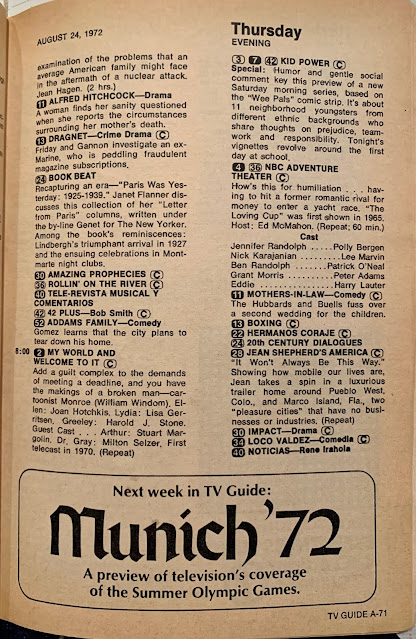 AUGUST 24, 1972
examination of the problems that an
average American family might face
in the aftermath of a nuclear attack.
Jean Hagen. (2 hrs.)
11 ALFRED HITCHCOCK—Drama
A woman finds her sanity questioned
when she reports the circumstances
surrounding her mother's death.
13 DRAGNET—Crime Drama (C)
Friday and Gannon investigate an ex-
Marine, who is peddling fraudulent
magazine subscriptions.
24 BOOK BEAT
Recapturing an era—"Paris Was Yes-
terday: 1925-1939." Janet Flanner dis-
cusses this collection of her "Letter
from Paris" columns, written under
the by-line Genet for The New Yorker.
Among the book's reminiscences:
Lindbergh's triumphant arrival in 1927
and the ensuing celebrations in Mont-
marte night clubs.
30 AMAZING PROPHECIES (C)
36 ROLLIN' ON THE RIVER (C)
40 TELE-REVISTA MUSICAL Y
COMENTARIOS
42 42 PLUS—Bob Smith (C)
52 ADDAMS FAMILY—Comedy
Gomez learns that the city plans to
tear down his home.
8:00 2 MY WORLD AND
WELCOME TO IT (C)
Add a guilt complex to the demands
of meeting a deadline, and you have
the makings of a broken man—car-
toonist Monroe (William Windom). El-
len: Joan Hotchkis. Lydia: Lisa Ger-
ritsen. Greeley: Harold J. Stone.
Guest Cast . . . Arthur: Stuart Mar-
golin. Dr. Gray: Milton Selzer. First
telecast in 1970. (Repeat)
Thursday
EVENING
3 7 42 KID POWER (C)
Special: Humor and gentle social
comment key this preview of a new
Saturday morning series, based on
the "Wee Pals" comic strip. It's about
11 neighborhood youngsters from
different ethnic backgrounds who
share thoughts on prejudice, team-
work and responsibility. Tonight's
vignettes revolve around the first
day at school.
4 36 NBC ADVENTURE
THEATER (C)
How's this for humiliation . . . hav-
ing to hit a former romantic rival for
money to enter a yacht race. "The
Loving Cup" was first shown in 1965.
Host: Ed McMahon. (Repeat; 60 min.)
Cast
Jennifer Randolph .....Polly Bergen
Nick Karajanian .......Lee Marvin
Ben Randolph .......Patrick O'Neal
Grant Morris ..........Peter Adams
Eddie .................Harry Lauter
11 MOTHERS-IN-LAW—Comedy (C)
The Hubbards and Buells fuss over
a second wedding for the children.
13 BOXING (C)
22 HERMANOS CORAJE (C)
24 20TH CENTURY DIALOGUES
28 JEAN SHEPHERD'S AMERICA (C)
"It Won't Always Be This Way."
Showing how mobile our lives are,
Jean takes a spin in a luxurious
trailer home around Pueblo West,
Colo., and Marco Island, Fla., two
"pleasure cities" that have no busi-
nesses or industries. (Repeat)
30 IMPACT—Drama (C)
34 LOCO VALDEZ—Comedia (C)
40 NOTICIAS—Rene Irahola
Next week in TV Guide:
Munich '72
A preview of television's coverage
of the Summer Olympic Games.
TV GUIDE A-71